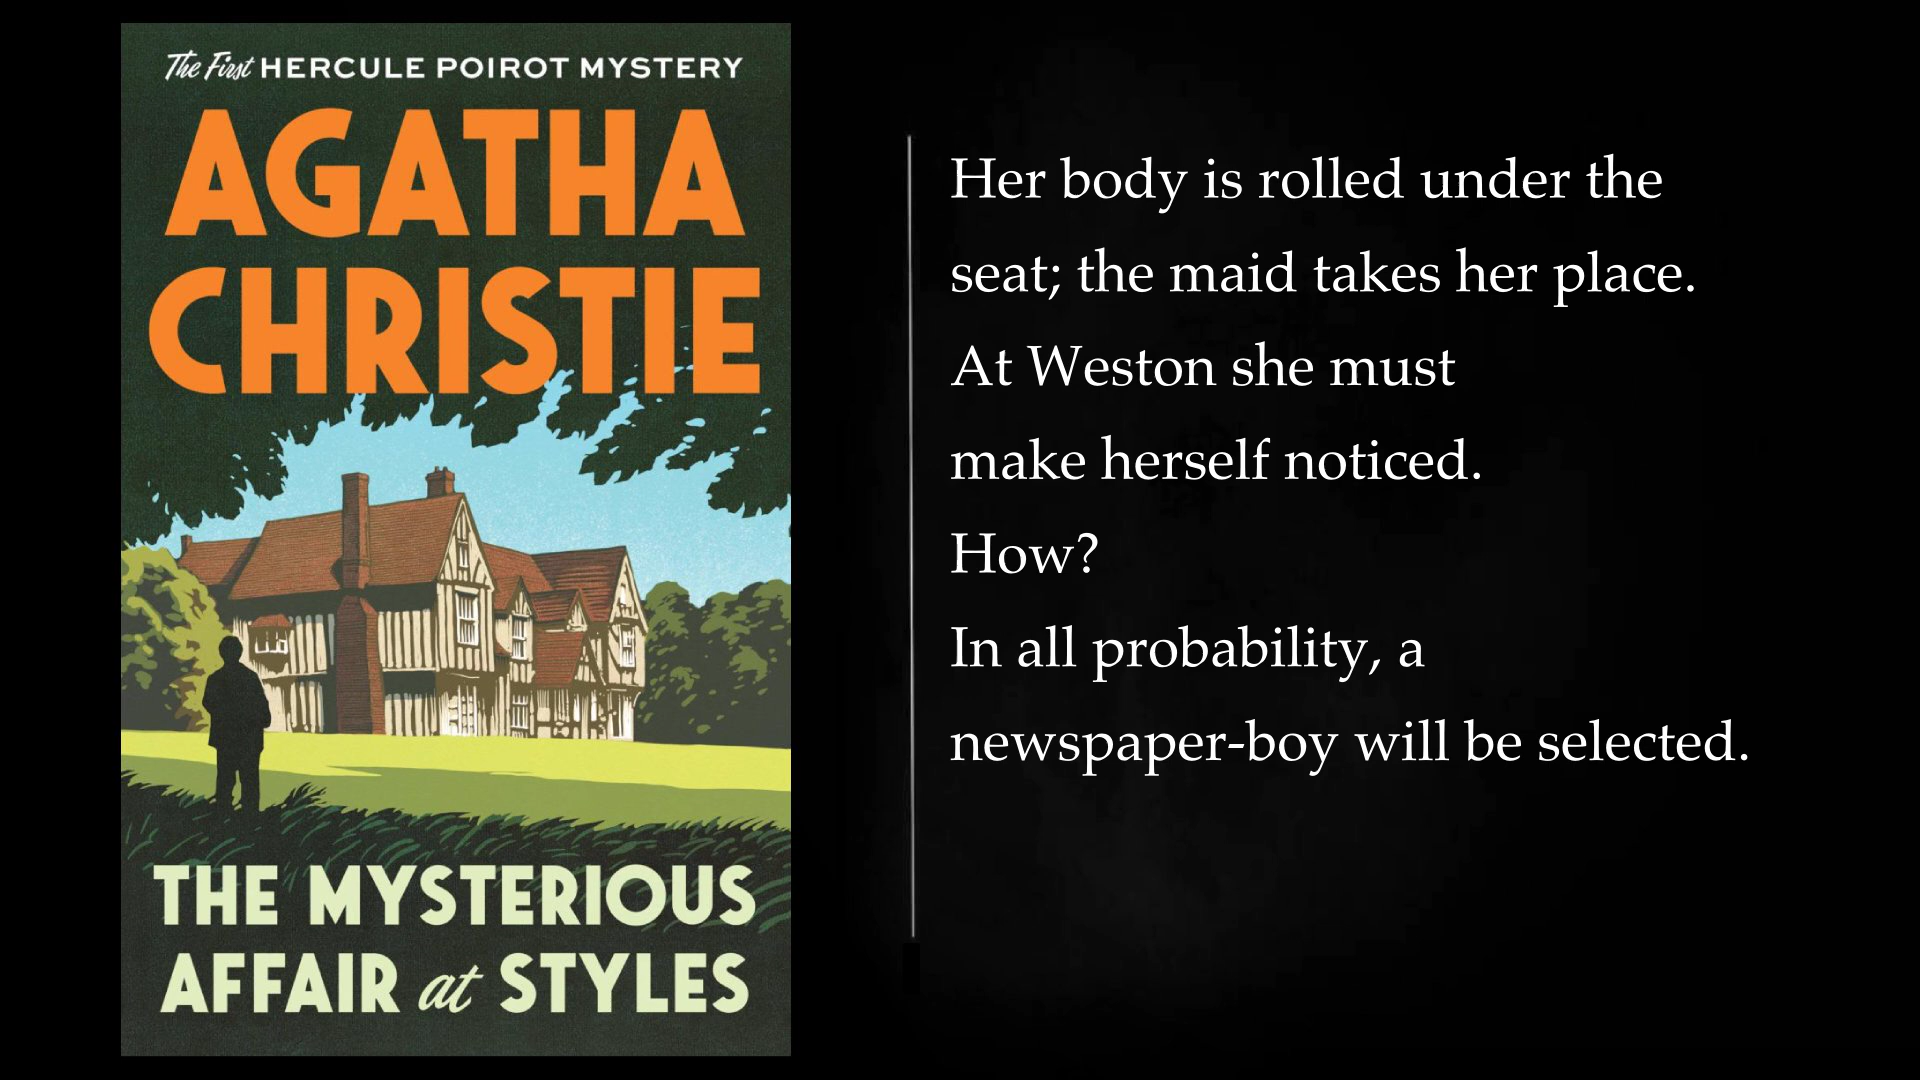 The First HERCULE POIROT MYSTERY
AGATHA
CHRISTIE
THE MYSTERIOUS
AFFAIR at STYLES
Her body is rolled under the
seat; the maid takes her place.
At Weston she must
make herself noticed.
How?
In all probability, a
newspaper-boy will be selected.